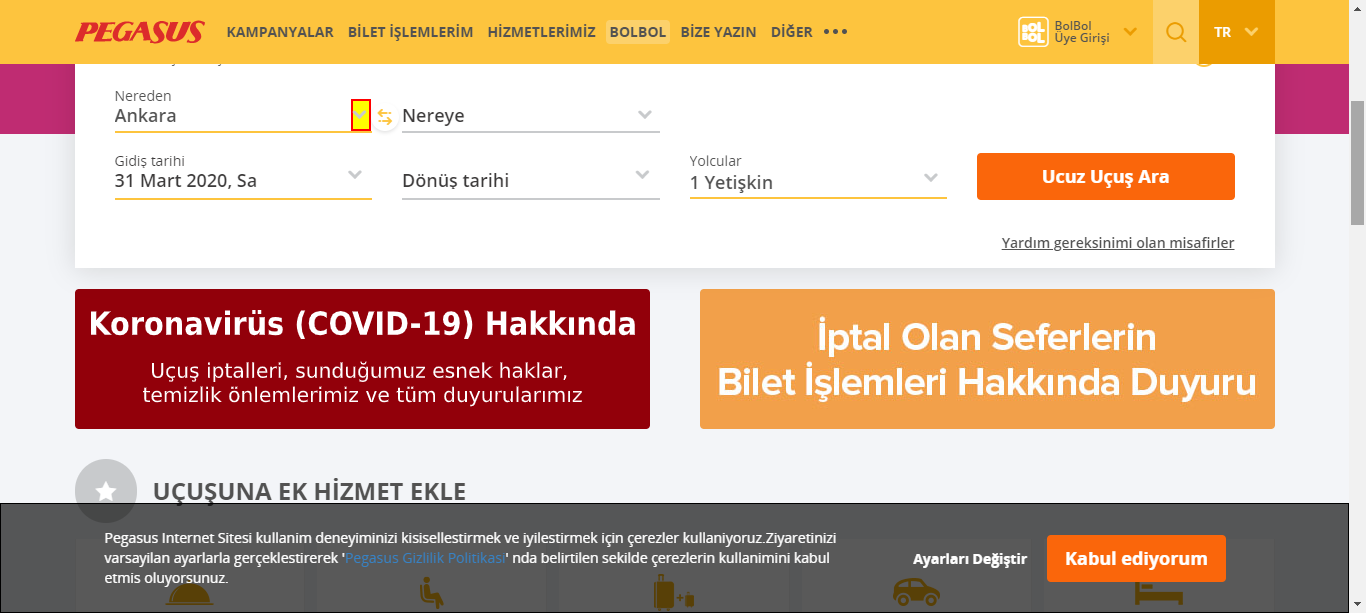 PEGASUS KAMPANYALAR BİLET İŞLEMLERİM HİZMETLERİMİZ BOLBOL BİZE YAZIN DİĞER •••
BOL
BOL
BolBol
Üye Girişi
TR
Nereden
Ankara
Nereye
Gidiş tarihi
31 Mart 2020, Sa
Dönüş tarihi
Yolcular
1 Yetişkin
Ucuz Uçuş Ara
Yardım gereksinimi olan misafirler
Koronavirüs (COVID-19) Hakkında
Uçuş iptalleri, sunduğumuz esnek haklar,
temizlik önlemlerimiz ve tüm duyurularımız
İptal Olan Seferlerin
Bilet İşlemleri Hakkında Duyuru
UÇUŞUNA EK HİZMET EKLE
Pegasus Internet Sitesi kullanim deneyiminizi kisisellestirmek ve iyilestirmek için çerezler kullaniyoruz.Ziyaretinizi
varsayilan ayarlarla gerçeklestirerek 'Pegasus Gizlilik Politikasi' nda belirtilen sekilde çerezlerin kullanimini kabul
etmis oluyorsunuz.
Ayarları Değiştir
Kabul ediyorum